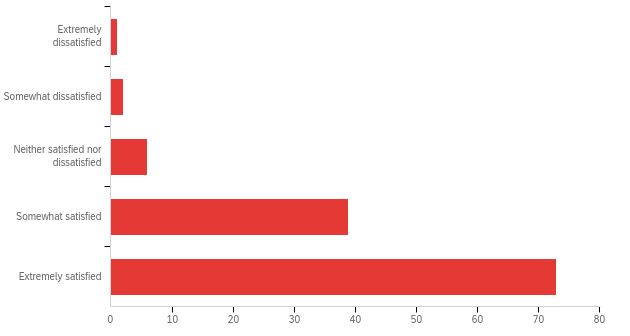 Extremely
dissatisfied
Somewhat dissatisfied
Neither satisfied nor
dissatisfied
Somewhat satisfied
Extremely satisfied
0 10 20 30 40 50 60 70 80